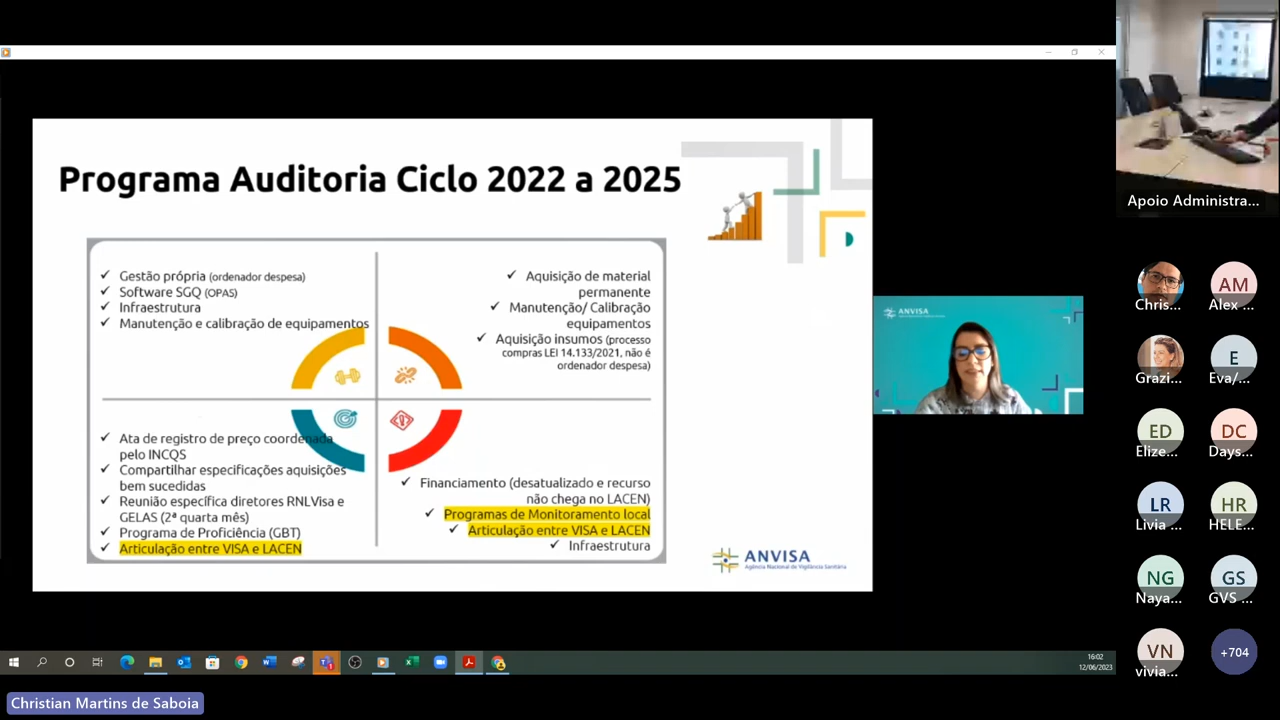 Programa Auditoria Ciclo 2022 a 2025
✓ Gestão própria (ordenador despesa)
✓ Software SGQ (OPAS)
✓ Infraestrutura
✓ Manutenção e calibração de equipamentos
✓ Aquisição de material
permanente
✓ Manutenção/ Calibração
equipamentos
✓ Aquisição insumos (processo
compras LEI 14.133/2021, não é
ordenador despesa)
✓ Ata de registro de preço coordenada
pelo INCQS
✓ Compartilhar especificações aquisições
bem sucedidas
✓ Reunião específica diretores RNLVisa e
GELAS (2ª quarta mês)
✓ Programa de Proficiência (GBT)
✓ Articulação entre VISA e LACEN
✓ Financiamento (desatualizado e recurso
não chega no LACEN)
✓ Programas de Monitoramento local
✓ Articulação entre VISA e LACEN
✓ Infraestrutura
ANVISA
Agência Nacional de Vigilância Sanitária
ANVISA
Apoio Administra...
Chris...
AM
Alex ...
Grazi...
E
Eva/...
ED
Elize...
DC
Days...
LR
Livia ...
HR
HELE...
NG
Naya...
GS
GVS ...
VN
vivia...
+704
16:02
12/06/2023
Christian Martins de Saboia